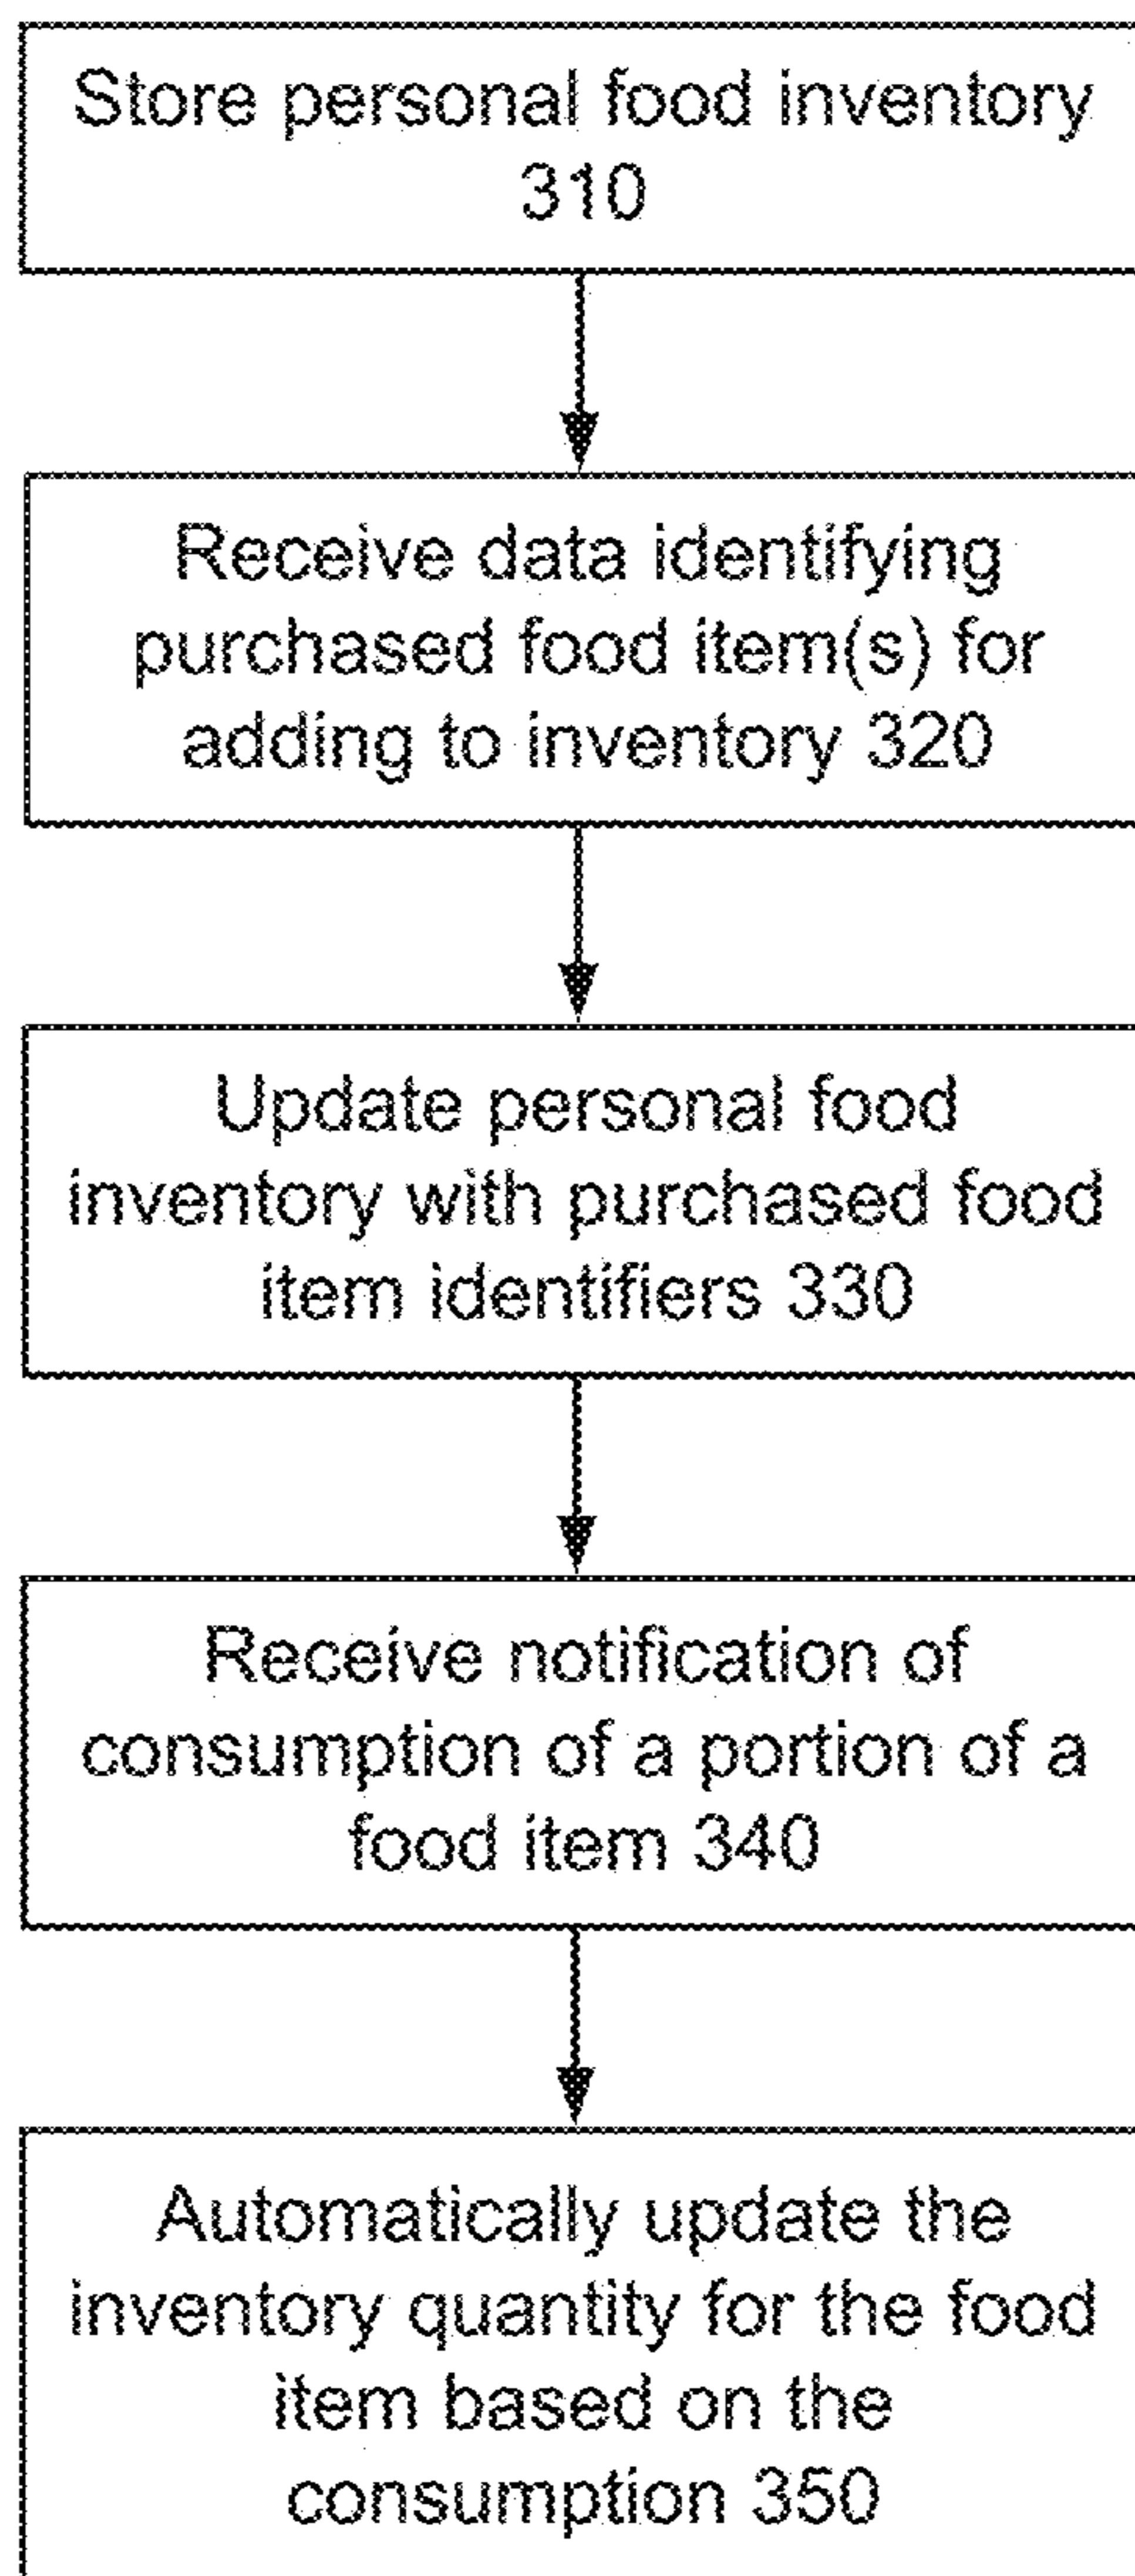 Store personal food inventory
310
Receive data identifying
purchased food item(s) for
adding to inventory 320
Update personal food
inventory with purchased food
item identifiers 330
Receive notification of
consumption of a portion of a
food item 340
Automatically update the
inventory quantity for the food
item based on the
consumption 350